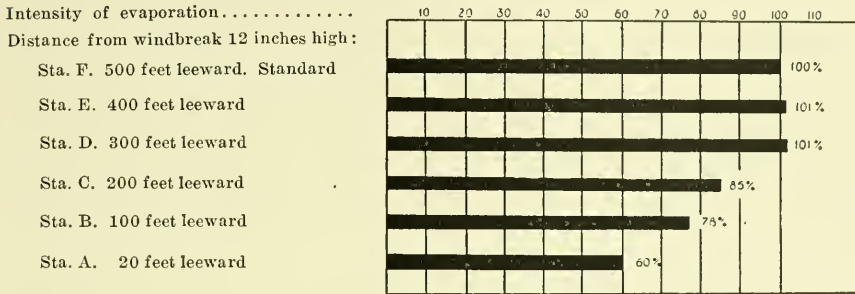 Intensity of evaporation.............
10 20 30 40 50 60 70 80 90 100 110
Distance from windbreak 12 inches high:
Sta. F. 500 feet leeward. Standard 100%
Sta. E. 400 feet leeward 101%
Sta. D. 300 feet leeward 101%
Sta. C. 200 feet leeward 85%
Sta. B. 100 feet leeward 78%
Sta. A. 20 feet leeward 60%